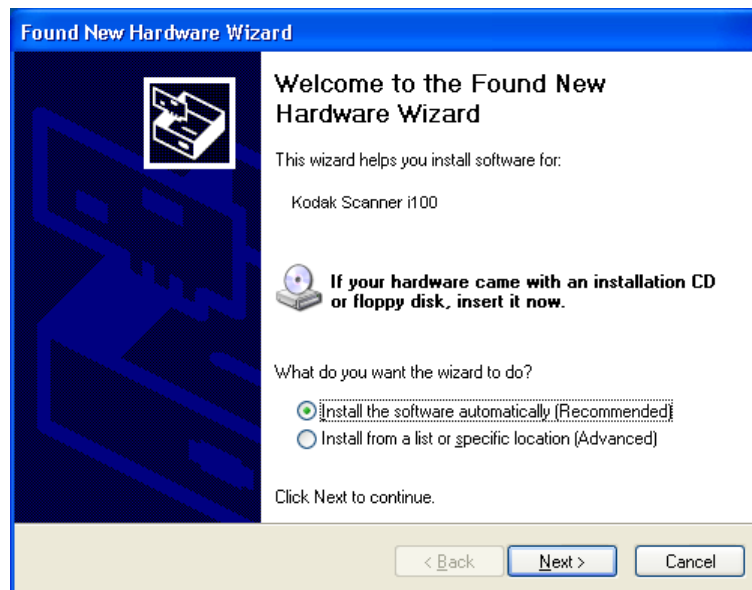 Found New Hardware Wizard
Welcome to the Found New
Hardware Wizard
This wizard helps you install software for:
Kodak Scanner i100
If your hardware came with an installation CD
or floppy disk, insert it now.
What do you want the wizard to do?
Install the software automatically (Recommended)
Install from a list or specific location (Advanced)
Click Next to continue.
< Back Next > Cancel